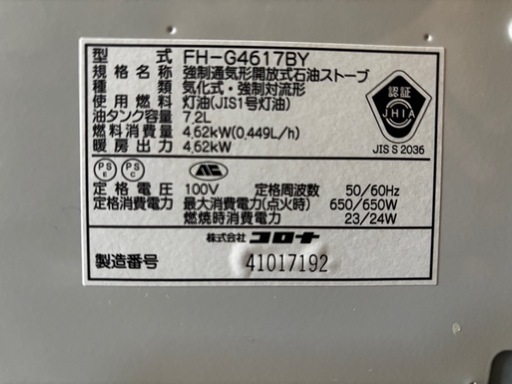 型 式 FH-G4617BY
規格名称 強制通気形開放式石油ストーブ
種 類 気化式・強制対流形
使用燃料 灯油(JIS1号灯油)
油タンク容量 7.2L
燃料消費量 4.62kW(0.449L/h)
暖房出力 4.62kW
認証
JHIA
JIS S 2036
PS E
PS C
定格電圧 100V 定格周波数 50/60Hz
定格消費電力 最大消費電力(点火時) 650/650W
燃焼時消費電力 23/24W
株式会社 コロナ
製造番号 41017192